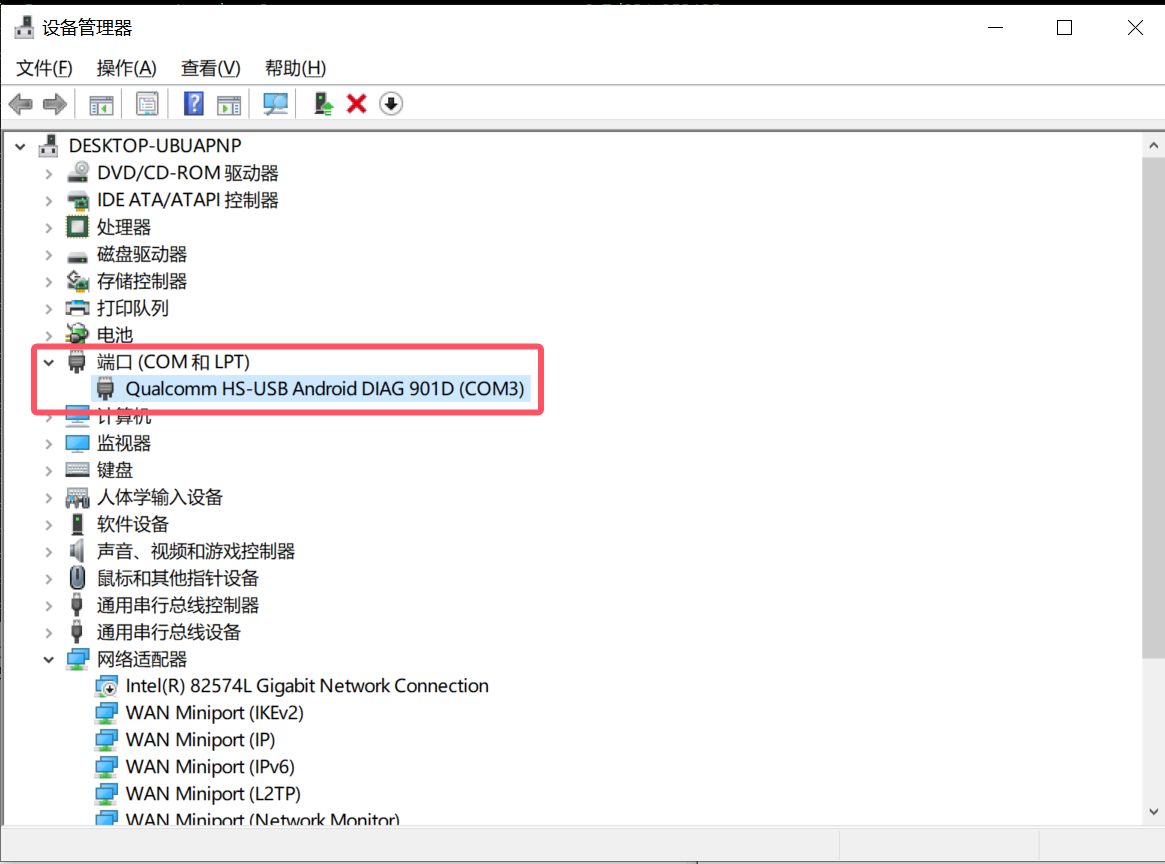 设备管理器
文件(F) 操作(A) 查看(V) 帮助(H)
DESKTOP-UBUAPNP
DVD/CD-ROM 驱动器
IDE ATA/ATAPI 控制器
处理器
磁盘驱动器
存储控制器
打印队列
电池
端口 (COM 和 LPT)
Qualcomm HS-USB Android DIAG 901D (COM3)
计算机
监视器
键盘
人体学输入设备
软件设备
声音、视频和游戏控制器
鼠标和其他指针设备
通用串行总线控制器
通用串行总线设备
网络适配器
Intel(R) 82574L Gigabit Network Connection
WAN Miniport (IKEv2)
WAN Miniport (IP)
WAN Miniport (IPv6)
WAN Miniport (L2TP)
WAN Miniport (Network Monitor)